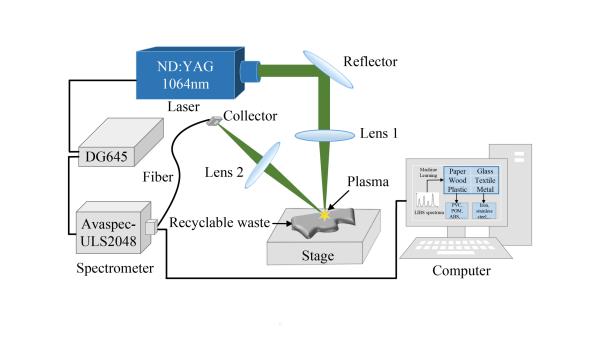 ND:YAG
1064nm
Laser
Reflector
Collector
Lens 1
DG645
Fiber
Lens 2
Plasma
Recyclable waste
Avaspec-
ULS2048
Spectrometer
Stage
Machine
Learning
LIBS spectrum
Paper Glass
Wood Textile
Plastic Metal
PVC,
POM,
ABS,
Iron,
stainless
steel,
Computer